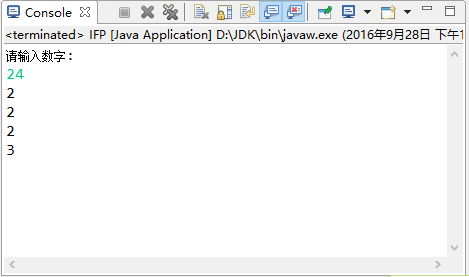 Console
<terminated> IFP [Java Application] D:\JDK\bin\javaw.exe (2016年9月28日 下午1
请输入数字：
24
2
2
2
3